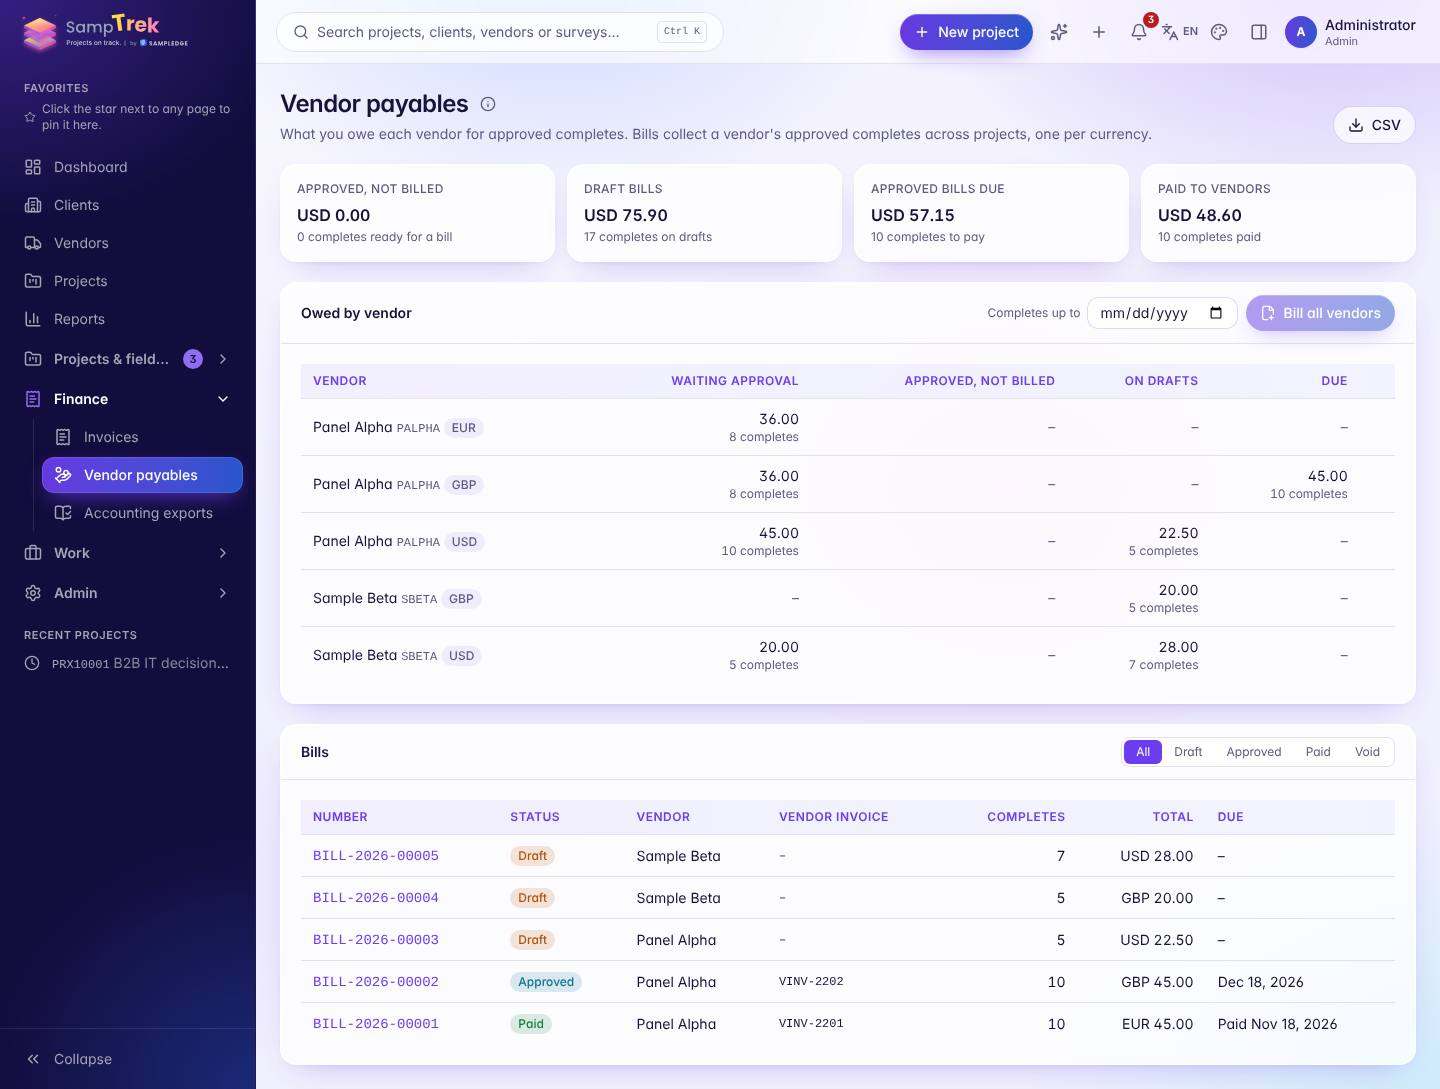 SampTrek
Projects on track. | by SAMPLEDGE
Search projects, clients, vendors or surveys...
Ctrl K
New project
3
EN
A
Administrator
Admin
FAVORITES
Click the star next to any page to
pin it here.
Dashboard
Clients
Vendors
Projects
Reports
Projects & field... 3
Finance
Invoices
Vendor payables
Accounting exports
Work
Admin
RECENT PROJECTS
PRX10001 B2B IT decision...
Collapse
Vendor payables
What you owe each vendor for approved completes. Bills collect a vendor's approved completes across projects, one per currency.
CSV
APPROVED, NOT BILLED
USD 0.00
0 completes ready for a bill
DRAFT BILLS
USD 75.90
17 completes on drafts
APPROVED BILLS DUE
USD 57.15
10 completes to pay
PAID TO VENDORS
USD 48.60
10 completes paid
Owed by vendor
Completes up to
mm/dd/yyyy
Bill all vendors
VENDOR WAITING APPROVAL APPROVED, NOT BILLED ON DRAFTS DUE
Panel Alpha PALPHA EUR 36.00 – – –
8 completes
Panel Alpha PALPHA GBP 36.00 – – 45.00
8 completes 10 completes
Panel Alpha PALPHA USD 45.00 – 22.50 –
10 completes 5 completes
Sample Beta SBETA GBP – – 20.00 –
5 completes
Sample Beta SBETA USD 20.00 – 28.00 –
5 completes 7 completes
Bills
All Draft Approved Paid Void
NUMBER STATUS VENDOR VENDOR INVOICE COMPLETES TOTAL DUE
BILL-2026-00005 Draft Sample Beta – 7 USD 28.00 –
BILL-2026-00004 Draft Sample Beta – 5 GBP 20.00 –
BILL-2026-00003 Draft Panel Alpha – 5 USD 22.50 –
BILL-2026-00002 Approved Panel Alpha VINV-2202 10 GBP 45.00 Dec 18, 2026
BILL-2026-00001 Paid Panel Alpha VINV-2201 10 EUR 45.00 Paid Nov 18, 2026